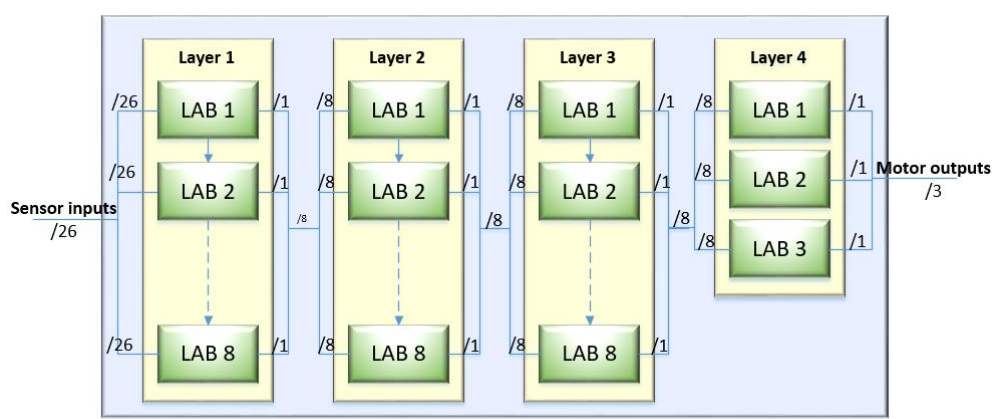 Layer 1
Layer 2
Layer 3
Layer 4
/26 LAB 1 /1 /8 LAB 1 /1 /8 LAB 1 /1 /8 LAB 1 /1
/26 LAB 2 /1 /8 LAB 2 /1 /8 LAB 2 /1 /8 LAB 2 /1 Motor outputs
/3
Sensor inputs
/26
/8
/8
/8
/8 LAB 3 /1
/26 LAB 8 /1 /8 LAB 8 /1 /8 LAB 8 /1